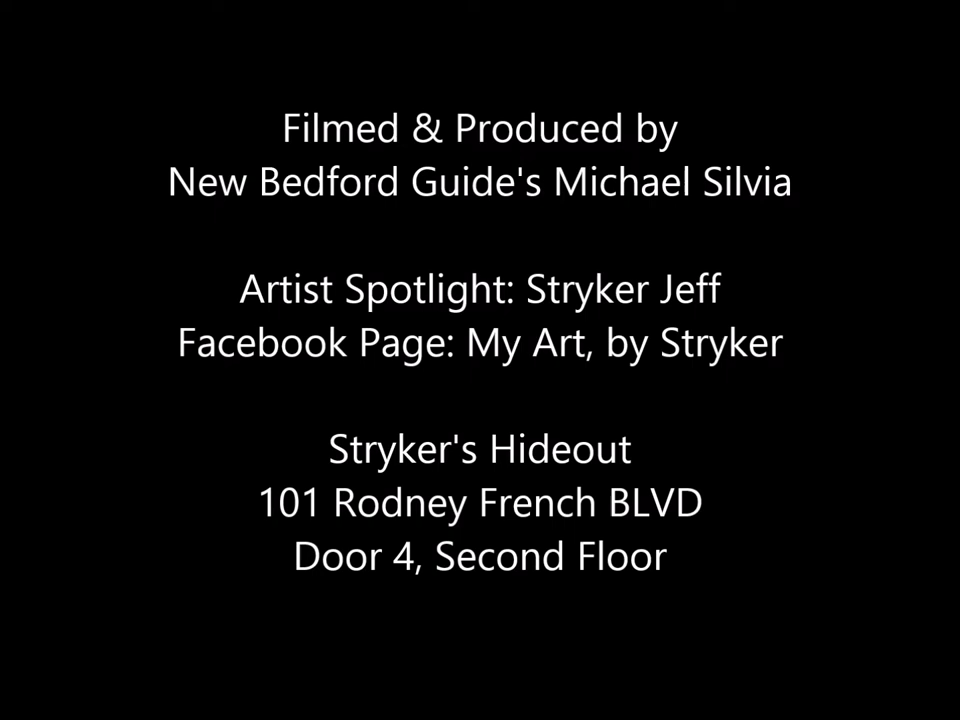 Filmed & Produced by
New Bedford Guide's Michael Silvia
Artist Spotlight: Stryker Jeff
Facebook Page: My Art, by Stryker
Stryker's Hideout
101 Rodney French BLVD
Door 4, Second Floor